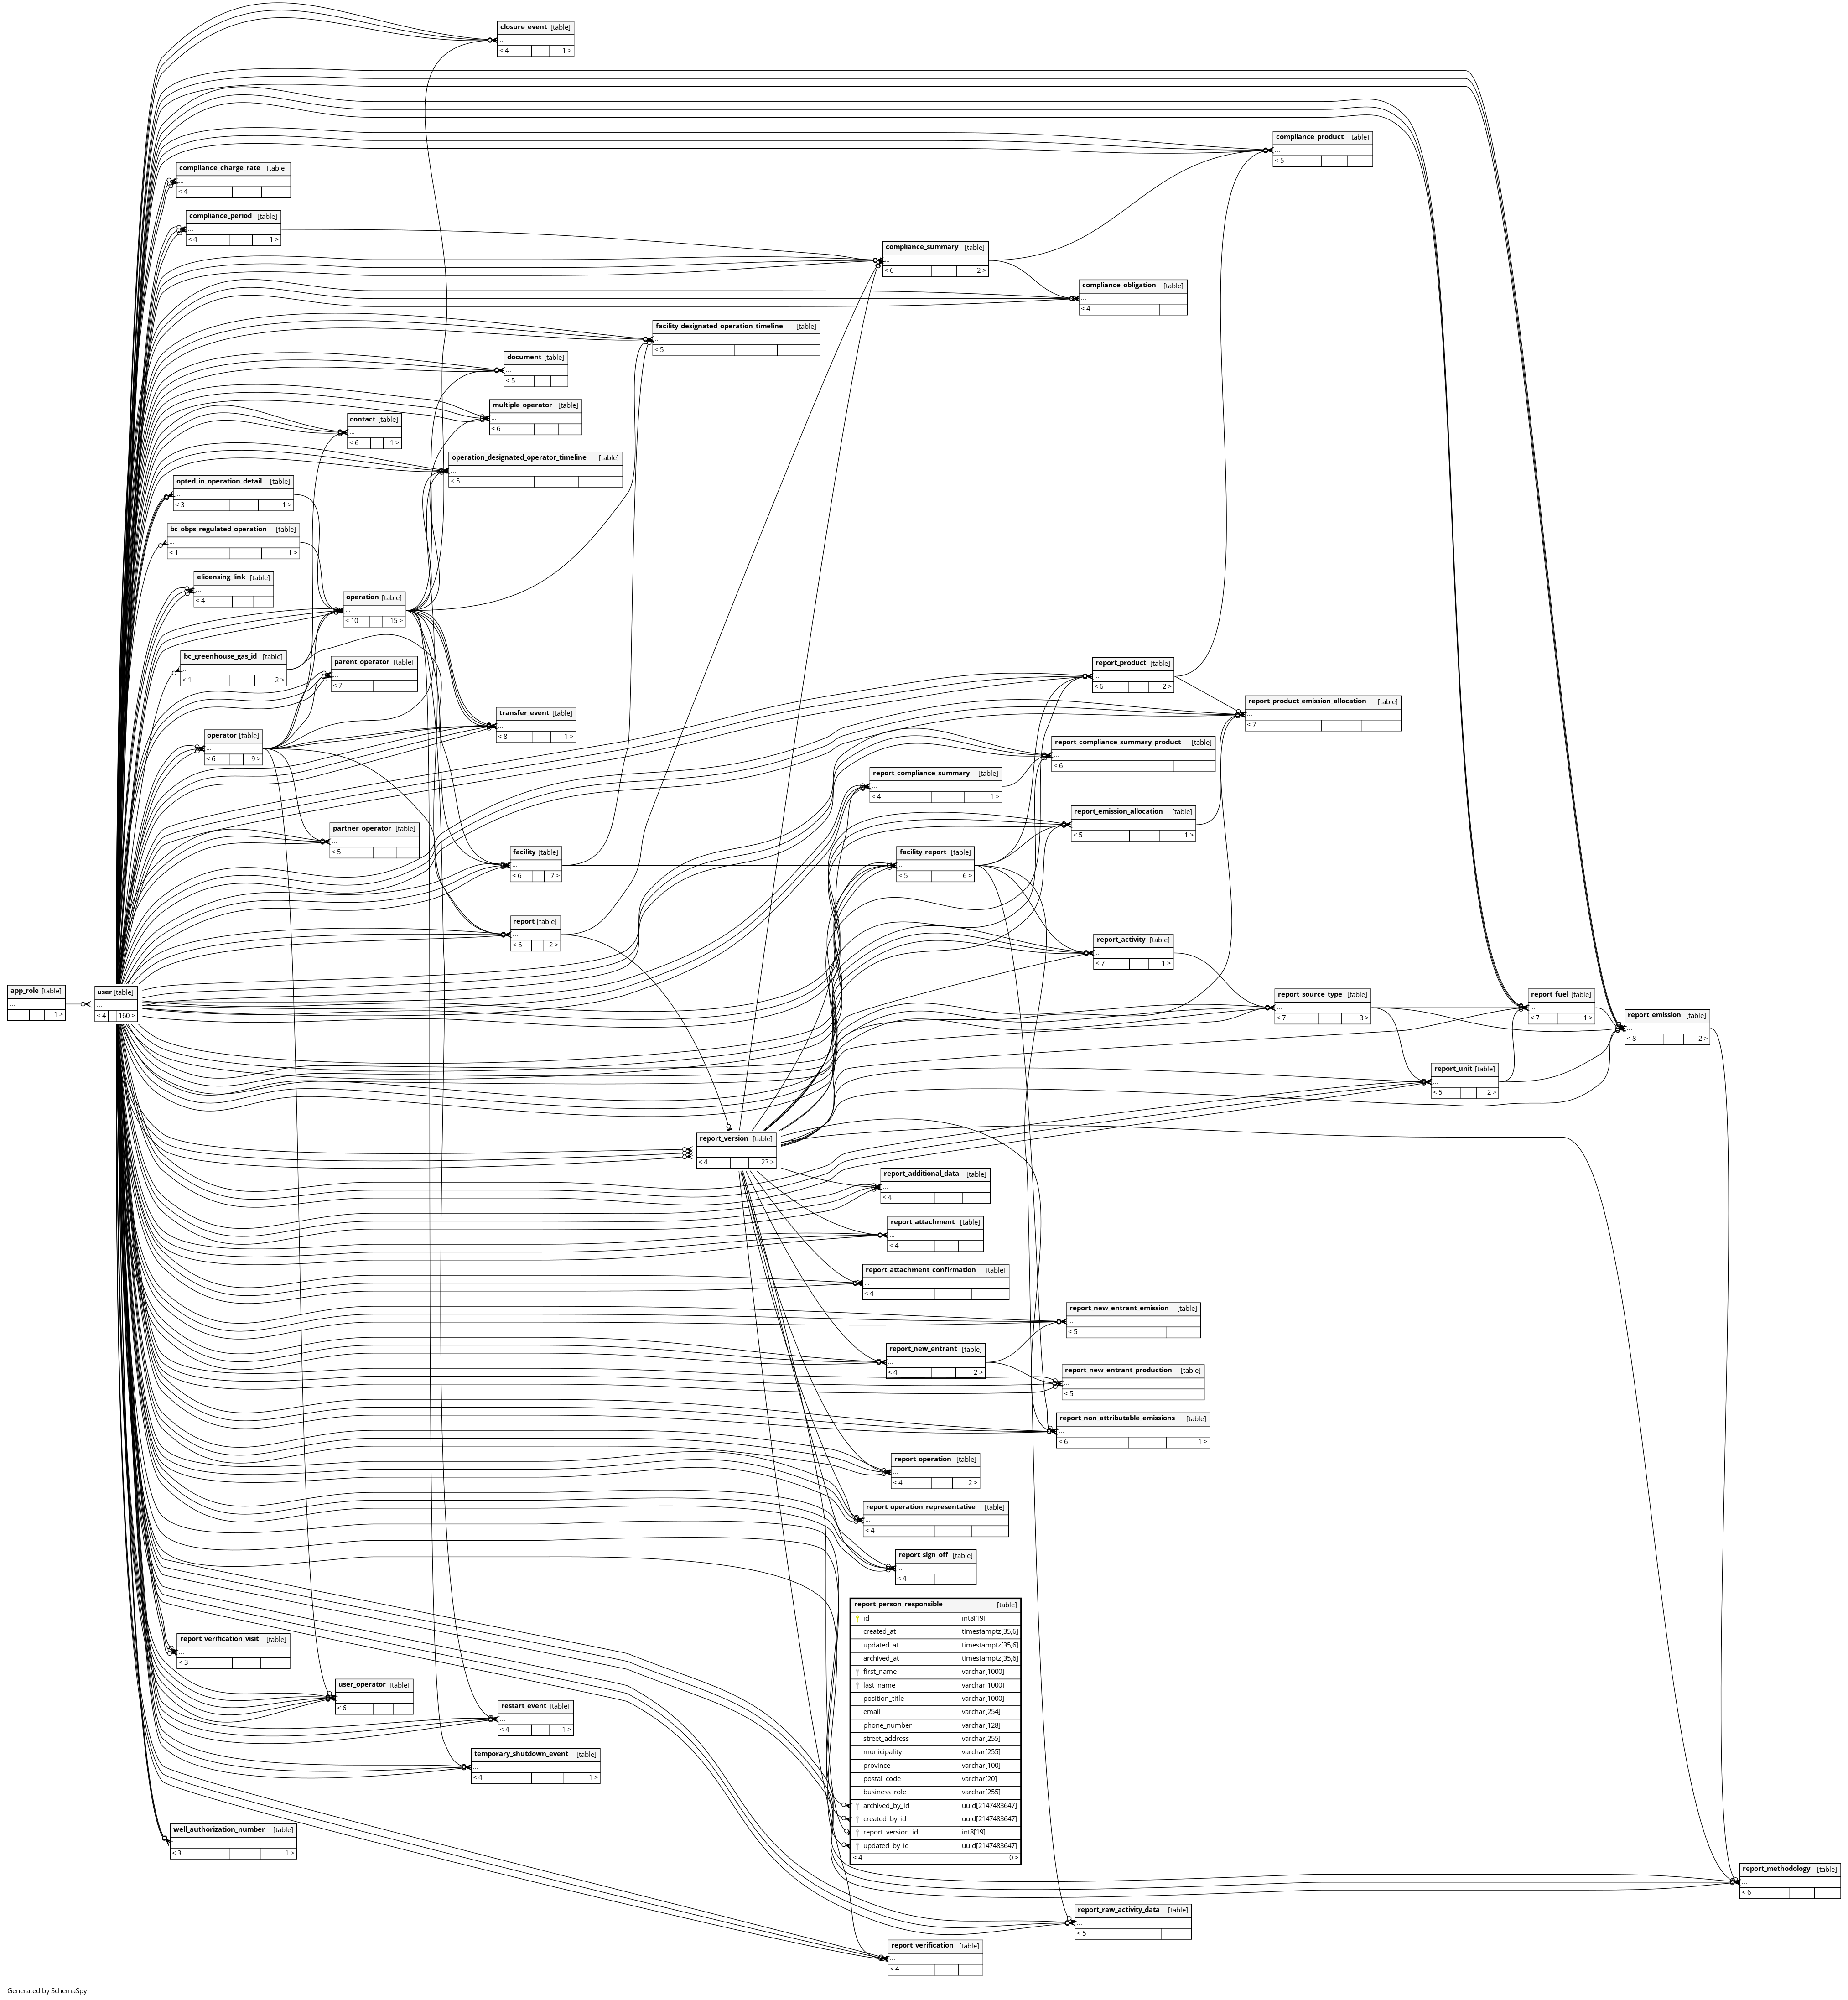 closure_event [table]
...
< 4 1 >
compliance_product [table]
...
< 5
compliance_charge_rate [table]
...
< 4
compliance_period [table]
...
< 4 1 >
compliance_summary [table]
...
< 6 2 >
compliance_obligation [table]
...
< 4
facility_designated_operation_timeline [table]
...
< 5
document [table]
...
< 5
multiple_operator [table]
...
< 6
contact [table]
...
< 6 1 >
operation_designated_operator_timeline [table]
...
< 5
opted_in_operation_detail [table]
...
< 3 1 >
bc_obps_regulated_operation [table]
...
< 1 1 >
elicensing_link [table]
...
< 4
operation [table]
...
< 10 15 >
bc_greenhouse_gas_id [table]
...
< 1 2 >
parent_operator [table]
...
< 7
report_product [table]
...
< 6 2 >
report_product_emission_allocation [table]
...
< 7
transfer_event [table]
...
< 8 1 >
operator [table]
...
< 6 9 >
report_compliance_summary_product [table]
...
< 6
report_compliance_summary [table]
...
< 4 1 >
report_emission_allocation [table]
...
< 5 1 >
partner_operator [table]
...
< 5
facility [table]
...
< 6 7 >
facility_report [table]
...
< 5 6 >
report [table]
...
< 6 2 >
report_activity [table]
...
< 7 1 >
app_role [table]
...
1 >
user [table]
...
< 4 160 >
report_source_type [table]
...
< 7 3 >
report_fuel [table]
...
< 7 1 >
report_emission [table]
...
< 8 2 >
report_unit [table]
...
< 5 2 >
report_version [table]
...
< 4 23 >
report_additional_data [table]
...
< 4
report_attachment [table]
...
< 4
report_attachment_confirmation [table]
...
< 4
report_new_entrant_emission [table]
...
< 5
report_new_entrant [table]
...
< 4 2 >
report_new_entrant_production [table]
...
< 5
report_non_attributable_emissions [table]
...
< 6 1 >
report_operation [table]
...
< 4 2 >
report_operation_representative [table]
...
< 4
report_sign_off [table]
...
< 4
report_person_responsible [table]
id int8[19]
created_at timestamptz[35,6]
updated_at timestamptz[35,6]
archived_at timestamptz[35,6]
first_name varchar[1000]
last_name varchar[1000]
position_title varchar[1000]
email varchar[254]
phone_number varchar[128]
street_address varchar[255]
municipality varchar[255]
province varchar[100]
postal_code varchar[20]
business_role varchar[255]
archived_by_id uuid[2147483647]
created_by_id uuid[2147483647]
report_version_id int8[19]
updated_by_id uuid[2147483647]
< 4 0 >
report_verification_visit [table]
...
< 3
user_operator [table]
...
< 6
restart_event [table]
...
< 4 1 >
temporary_shutdown_event [table]
...
< 4 1 >
well_authorization_number [table]
...
< 3 1 >
report_methodology [table]
...
< 6
report_raw_activity_data [table]
...
< 5
report_verification [table]
...
< 4
Generated by SchemaSpy